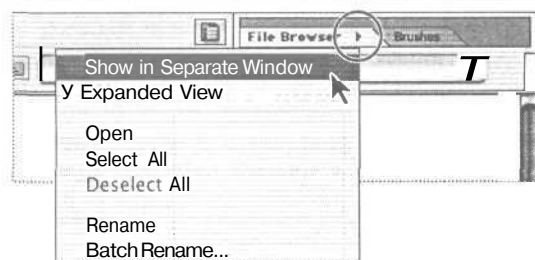 File Browser Brushes
Show in Separate Window
У Expanded View
Open
Select All
Deselect All
Rename
Batch Rename...
T